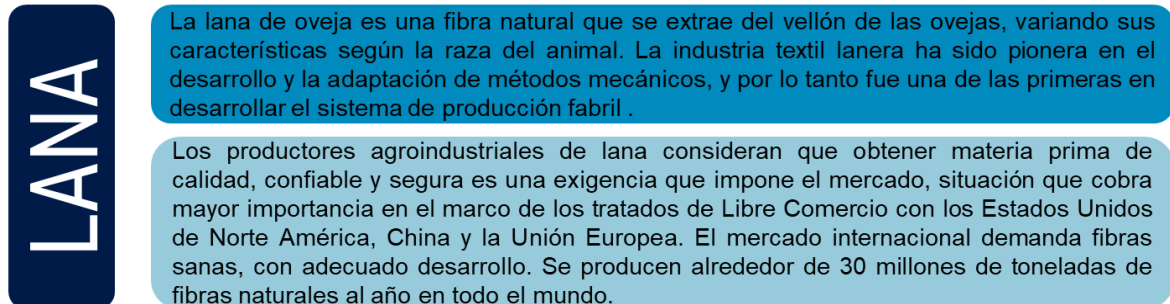 LANA
La lana de oveja es una fibra natural que se extrae del vellón de las ovejas, variando sus
características según la raza del animal. La industria textil lanera ha sido pionera en el
desarrollo y la adaptación de métodos mecánicos, y por lo tanto fue una de las primeras en
desarrollar el sistema de producción fabril .
Los productores agroindustriales de lana consideran que obtener materia prima de
calidad, confiable y segura es una exigencia que impone el mercado, situación que cobra
mayor importancia en el marco de los tratados de Libre Comercio con los Estados Unidos
de Norte América, China y la Unión Europea. El mercado internacional demanda fibras
sanas, con adecuado desarrollo. Se producen alrededor de 30 millones de toneladas de
fibras naturales al año en todo el mundo.